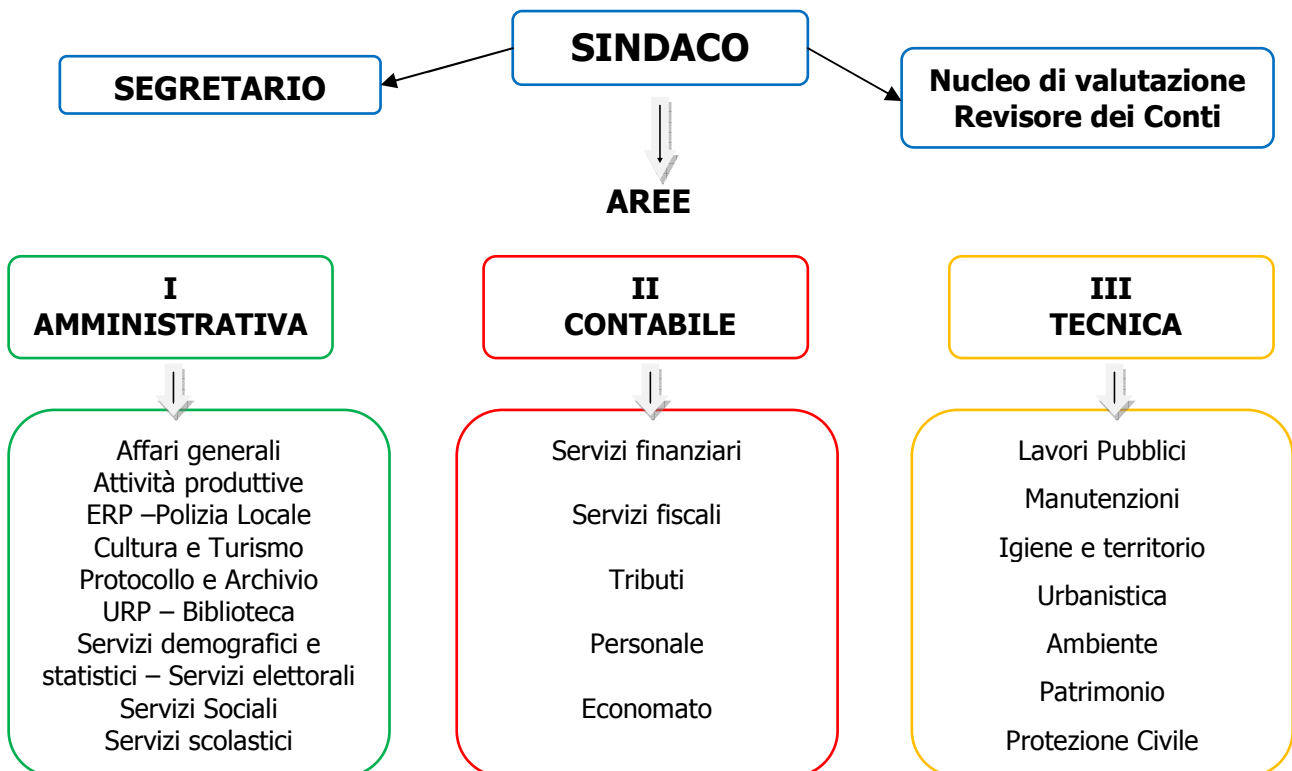 SINDACO
SEGRETARIO
Nucleo di valutazione
Revisore dei Conti
AREE
I
AMMINISTRATIVA
II
CONTABILE
III
TECNICA
Affari generali
Attività produttive
ERP –Polizia Locale
Cultura e Turismo
Protocollo e Archivio
URP – Biblioteca
Servizi demografici e
statistici – Servizi elettorali
Servizi Sociali
Servizi scolastici
Servizi finanziari
Servizi fiscali
Tributi
Personale
Economato
Lavori Pubblici
Manutenzioni
Igiene e territorio
Urbanistica
Ambiente
Patrimonio
Protezione Civile